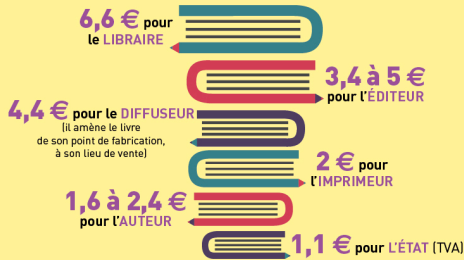 6,6 € pour
le LIBRAIRE
3,4 à 5 €
pour l'ÉDITEUR
4,4 € pour le DIFFUSEUR
(il amène le livre
de son point de fabrication,
à son lieu de vente)
2 € pour
l'IMPRIMEUR
1,6 à 2,4 €
pour l'AUTEUR
1,1 € pour L'ÉTAT (TVA)